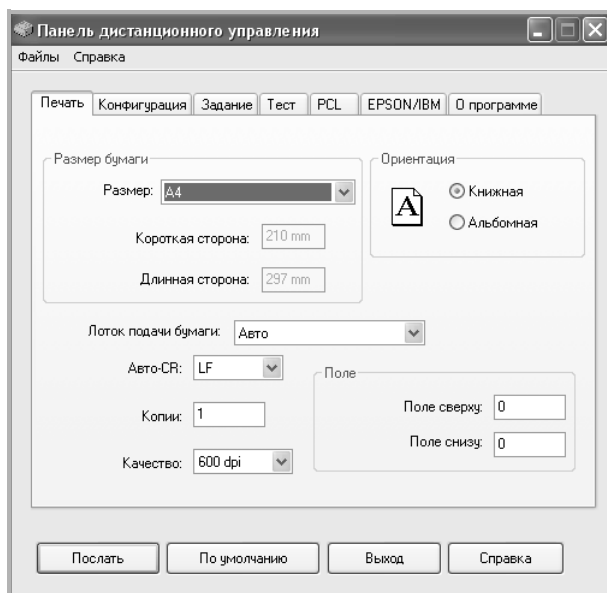 Панель дистанционного управления
Файлы Справка
Печать Конфигурация Задание Тест PCL EPSON/IBM О программе
Размер бумаги
Размер: A4
Короткая сторона: 210 mm
Длинная сторона: 297 mm
Ориентация
A
Книжная
Альбомная
Лоток подачи бумаги: Авто
Авто-CR: LF
Копии: 1
Качество: 600 dpi
Поле
Поле сверху: 0
Поле снизу: 0
Послать По умолчанию Выход Справка